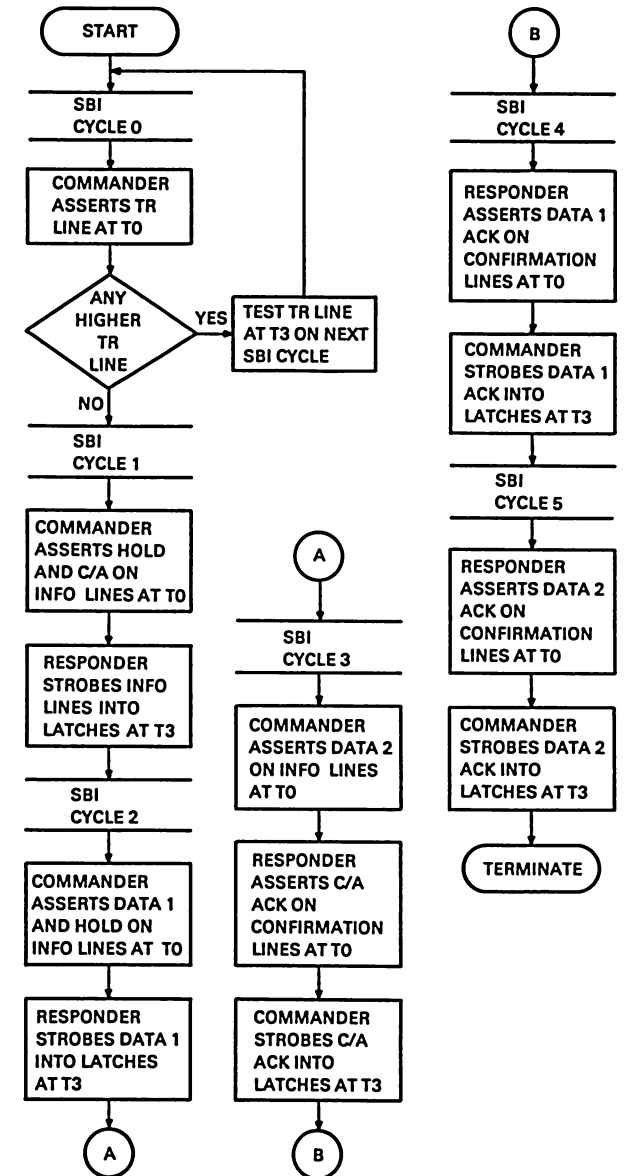 START
SBI
CYCLE 0
COMMANDER
ASSERTS TR
LINE AT T0
ANY
HIGHER
TR
LINE
YES
TEST TR LINE
AT T3 ON NEXT
SBI CYCLE
NO
SBI
CYCLE 1
COMMANDER
ASSERTS HOLD
AND C/A ON
INFO LINES AT T0
RESPONDER
STROBES INFO
LINES INTO
LATCHES AT T3
SBI
CYCLE 2
COMMANDER
ASSERTS DATA 1
AND HOLD ON
INFO LINES AT T0
RESPONDER
STROBES DATA 1
INTO LATCHES
AT T3
A
A
SBI
CYCLE 3
COMMANDER
ASSERTS DATA 2
ON INFO LINES
AT T0
RESPONDER
ASSERTS C/A
ACK ON
CONFIRMATION
LINES AT T0
COMMANDER
STROBES C/A
ACK INTO
LATCHES AT T3
B
B
SBI
CYCLE 4
RESPONDER
ASSERTS DATA 1
ACK ON
CONFIRMATION
LINES AT T0
COMMANDER
STROBES DATA 1
ACK INTO
LATCHES AT T3
SBI
CYCLE 5
RESPONDER
ASSERTS DATA 2
ACK ON
CONFIRMATION
LINES AT T0
COMMANDER
STROBES DATA 2
ACK INTO
LATCHES AT T3
TERMINATE